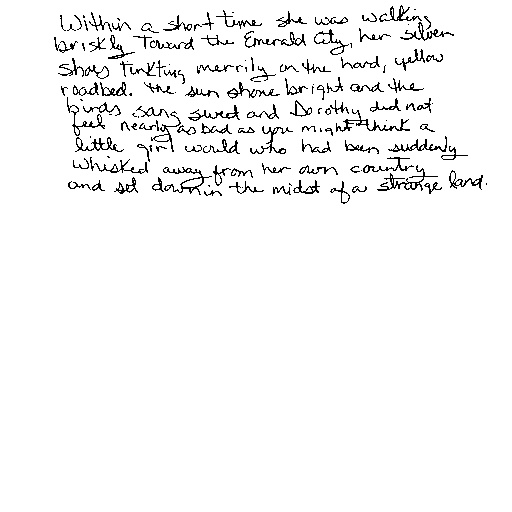 Within a short time she was walking
briskly Toward the Emerald City, her silver
shoes Tinkling merrily on the hard, yellow
roadbed. The sun shone bright and the
birds sang sweet and Dorothy did not
feel nearly as bad as you might think a
little girl would who had been suddenly
whisked away from her own country
and set down in the midst of a strange land.